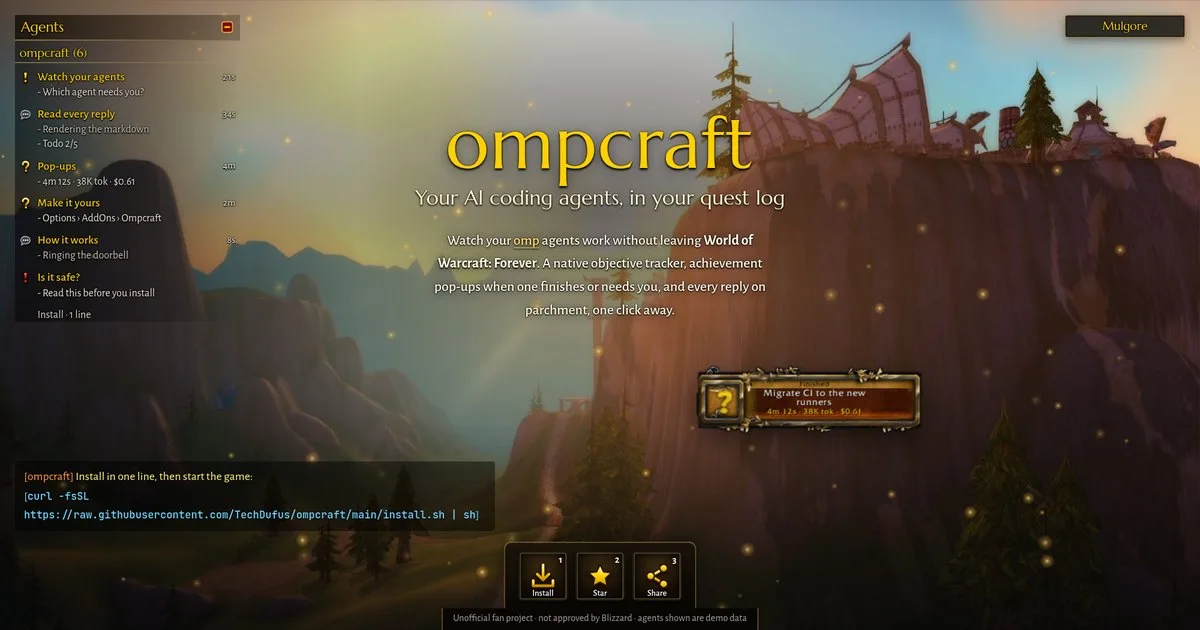 Agents
ompcraft (6)
! Watch your agents 21s
- Which agent needs you?
Read every reply 34s
- Rendering the markdown
- Todo 2/5
? Pop-ups 4m
- 4m 12s · 38K tok · $0.61
? Make it yours 2m
- Options › AddOns › Ompcraft
How it works 8s
- Ringing the doorbell
! Is it safe?
- Read this before you install
Install · 1 line
Mulgore
ompcraft
Your AI coding agents, in your quest log
Watch your omp agents work without leaving World of
Warcraft: Forever. A native objective tracker, achievement
pop-ups when one finishes or needs you, and every reply on
parchment, one click away.
Finished
Migrate CI to the new
runners
4m 12s · 38K tok · $0.61
[ompcraft] Install in one line, then start the game:
[curl -fsSL
https://raw.githubusercontent.com/TechDufus/ompcraft/main/install.sh | sh]
1
Install
2
Star
3
Share
Unofficial fan project · not approved by Blizzard · agents shown are demo data